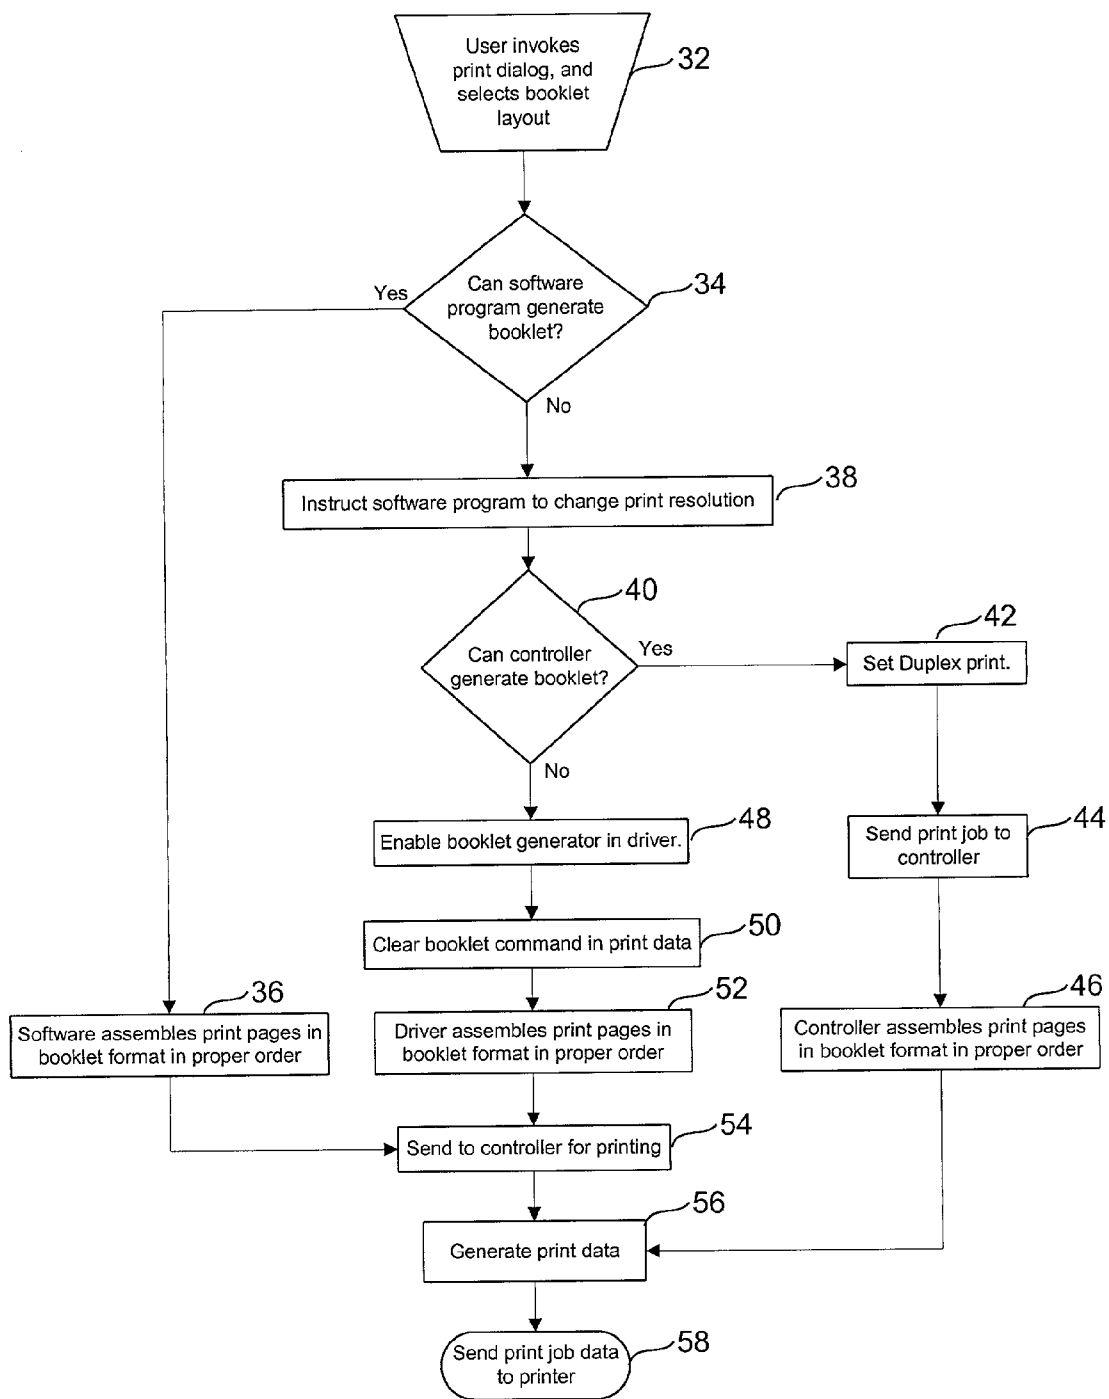 User invokes
print dialog, and
selects booklet
layout
32
Can software
program generate
booklet?
34
Yes
No
Instruct software program to change print resolution
38
40
Can controller
generate booklet?
Yes
No
42
Set Duplex print.
Enable booklet generator in driver.
48
Send print job to
controller
44
Clear booklet command in print data
50
36
Software assembles print pages in
booklet format in proper order
52
Driver assembles print pages in
booklet format in proper order
46
Controller assembles print pages
in booklet format in proper order
Send to controller for printing
54
56
Generate print data
Send print job data
to printer
58